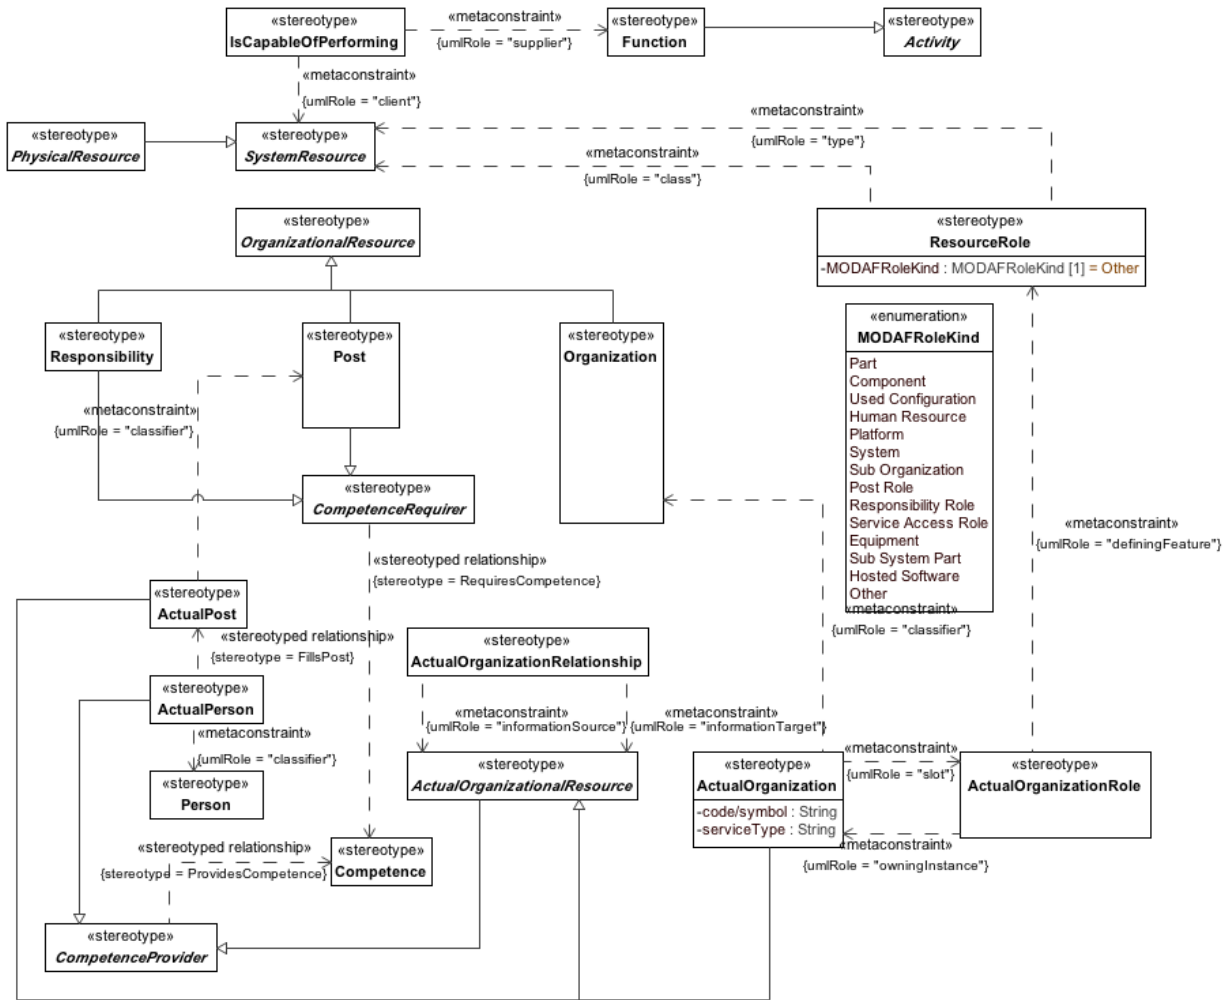 «stereotype»
IsCapableOfPerforming
«metaconstraint»
{umlRole = "supplier"}
«stereotype»
Function
«stereotype»
Activity
«metaconstraint»
{umlRole = "client"}
«stereotype»
PhysicalResource
«stereotype»
SystemResource
«metaconstraint»
{umlRole = "type"}
«metaconstraint»
{umlRole = "class"}
«stereotype»
OrganizationalResource
«stereotype»
ResourceRole
-MODAFRoleKind : MODAFRoleKind [1] = Other
«stereotype»
Responsibility
«stereotype»
Post
«stereotype»
Organization
«enumeration»
MODAFRoleKind
Part
Component
Used Configuration
Human Resource
Platform
System
Sub Organization
Post Role
Responsibility Role
Service Access Role
Equipment
Sub System Part
Hosted Software
Other
«metaconstraint»
{umlRole = "classifier"}
«stereotype»
CompetenceRequirer
«metaconstraint»
{umlRole = "definingFeature"}
«stereotyped relationship»
{stereotype = RequiresCompetence}
«stereotype»
ActualPost
«metaconstraint»
{umlRole = "classifier"}
«stereotyped relationship»
{stereotype = FillsPost}
«stereotype»
ActualOrganizationRelationship
«stereotype»
ActualPerson
«metaconstraint»
{umlRole = "informationSource"}
«metaconstraint»
{umlRole = "informationTarget"}
«metaconstraint»
{umlRole = "classifier"}
«stereotype»
Person
«stereotype»
ActualOrganizationalResource
«stereotype»
ActualOrganization
-code/symbol : String
-serviceType : String
«metaconstraint»
{umlRole = "slot"}
«stereotype»
ActualOrganizationRole
«metaconstraint»
{umlRole = "owningInstance"}
«stereotyped relationship»
{stereotype = ProvidesCompetence}
«stereotype»
Competence
«stereotype»
CompetenceProvider